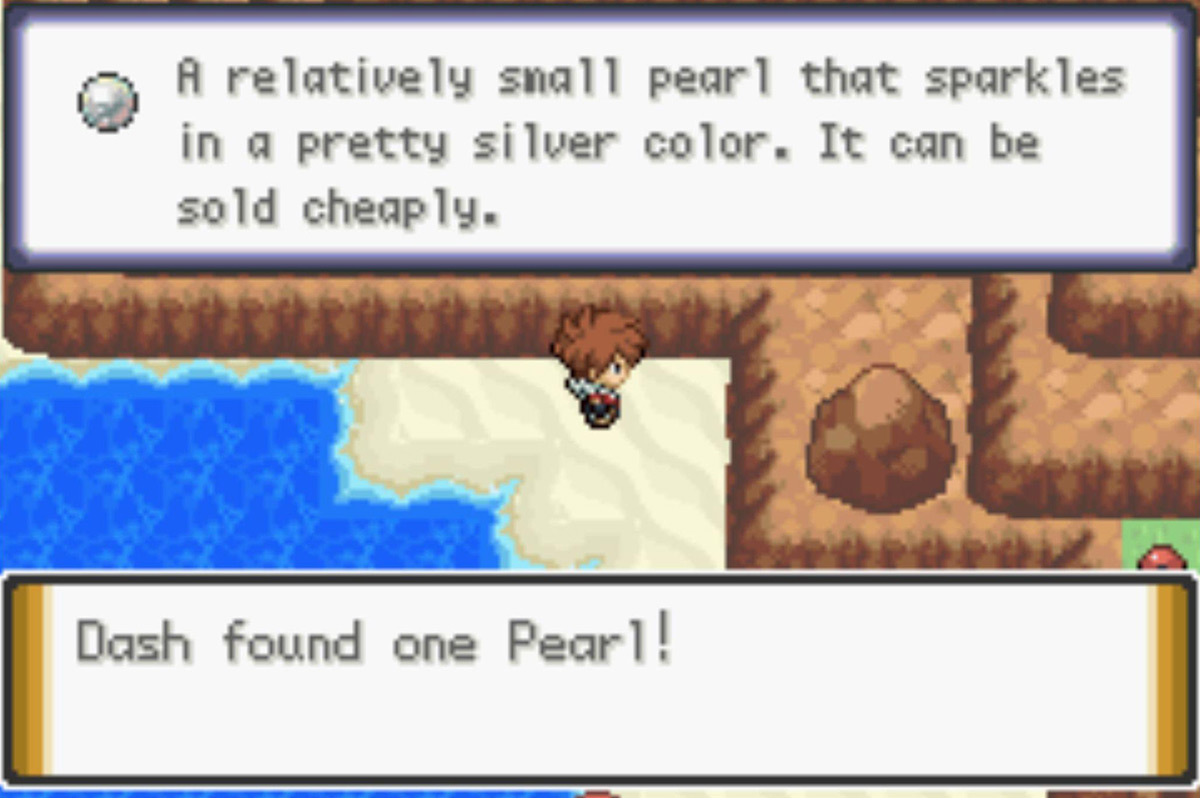 A relatively small pearl that sparkles
in a pretty silver color. It can be
sold cheaply.
Dash found one Pearl!